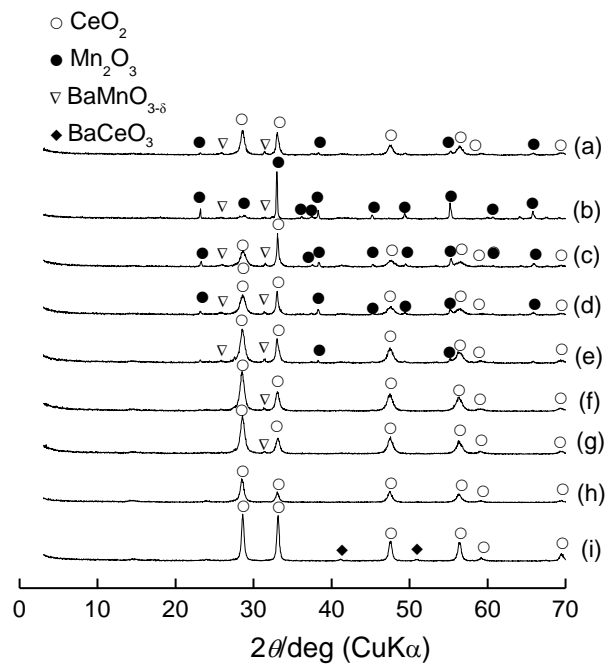 CeO2
Mn2O3
BaMnO3-δ
BaCeO3
(a)
(b)
(c)
(d)
(e)
(f)
(g)
(h)
(i)
0 10 20 30 40 50 60 70
2θ/deg (CuKα)